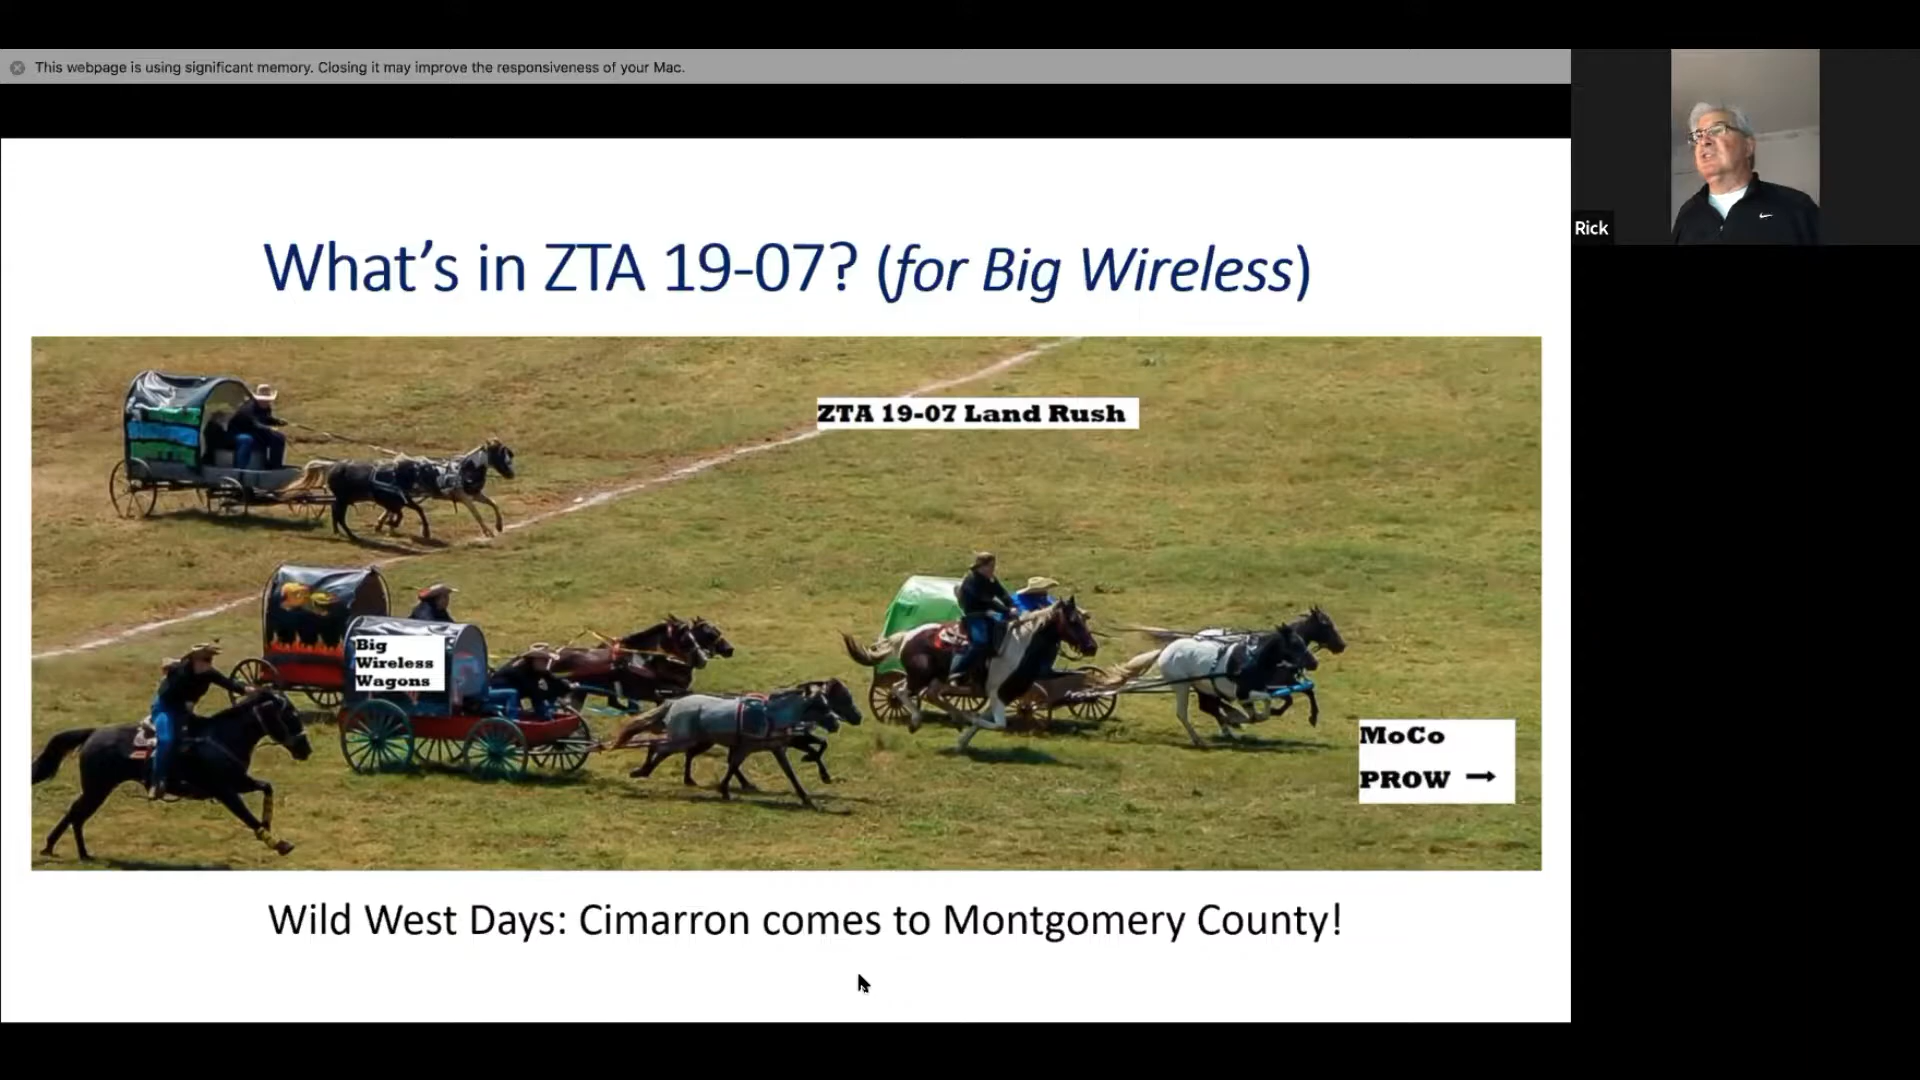 This webpage is using significant memory. Closing it may improve the responsiveness of your Mac.
Rick
What's in ZTA 19-07? (for Big Wireless)
ZTA 19-07 Land Rush
Big
Wireless
Wagons
MoCo
PROW →
Wild West Days: Cimarron comes to Montgomery County!